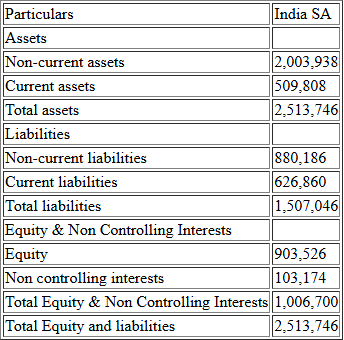 Particulars India SA
Assets
Non-current assets 2,003,938
Current assets 509,808
Total assets 2,513,746
Liabilities
Non-current liabilities 880,186
Current liabilities 626,860
Total liabilities 1,507,046
Equity & Non Controlling Interests
Equity 903,526
Non controlling interests 103,174
Total Equity & Non Controlling Interests 1,006,700
Total Equity and liabilities 2,513,746